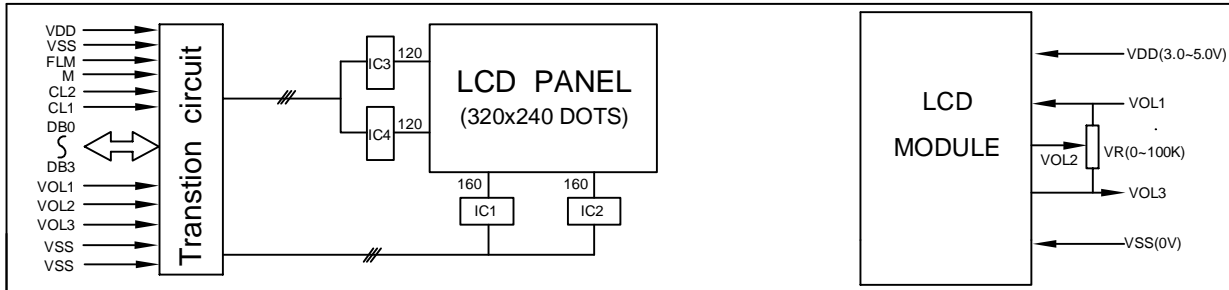 VDD
VSS
FLM
M
CL2
CL1
DB0
DB3
VOL1
VOL2
VOL3
VSS
VSS
Transtion circuit
IC3
120
IC4
120
LCD PANEL
(320x240 DOTS)
160
160
IC1
IC2
LCD
MODULE
VDD(3.0~5.0V)
VOL1
VOL2
VR(0~100K)
VOL3
VSS(0V)